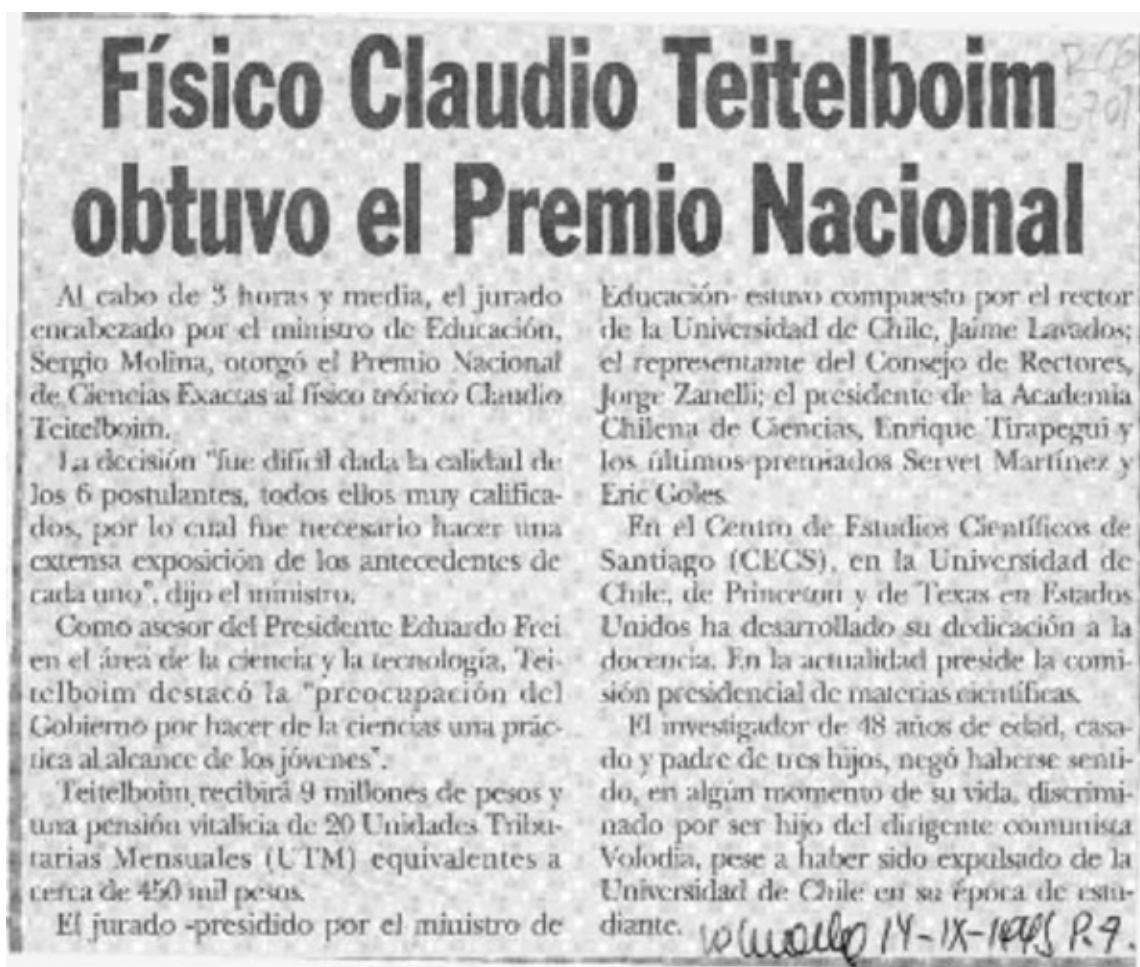 Físico Claudio Teitelboim
obtuvo el Premio Nacional
Al cabo de 3 horas y media, el jurado
encabezado por el ministro de Educación,
Sergio Molina, otorgó el Premio Nacional
de Ciencias Exactas al físico teórico Claudio
Teitelboim.
La decisión "fue difícil dada la calidad de
los 6 postulantes, todos ellos muy califica-
dos, por lo cual fue necesario hacer una
extensa exposición de los antecedentes de
cada uno", dijo el ministro.
Como asesor del Presidente Eduardo Frei
en el área de la ciencia y la tecnología, Tei-
telboim destacó la "preocupación del
Gobierno por hacer de la ciencias una prác-
tica al alcance de los jóvenes".
Teitelboim recibirá 9 millones de pesos y
una pensión vitalicia de 20 Unidades Tribu-
tarias Mensuales (UTM) equivalentes a
cerca de 450 mil pesos.
El jurado -presidido por el ministro de
Educación- estuvo compuesto por el rector
de la Universidad de Chile, Jaime Lavados;
el representante del Consejo de Rectores,
Jorge Zanelli; el presidente de la Academia
Chilena de Ciencias, Enrique Tirapegui y
los últimos premiados Servet Martínez y
Eric Goles.
En el Centro de Estudios Científicos de
Santiago (CECS), en la Universidad de
Chile, de Princeton y de Texas en Estados
Unidos ha desarrollado su dedicación a la
docencia. En la actualidad preside la comi-
sión presidencial de materias científicas.
El investigador de 48 años de edad, casa-
do y padre de tres hijos, negó haberse senti-
do, en algún momento de su vida, discrimi-
nado por ser hijo del dirigente comunista
Volodia, pese a haber sido expulsado de la
Universidad de Chile en su época de estu-
diante.
14-IX-1995 P. 9.